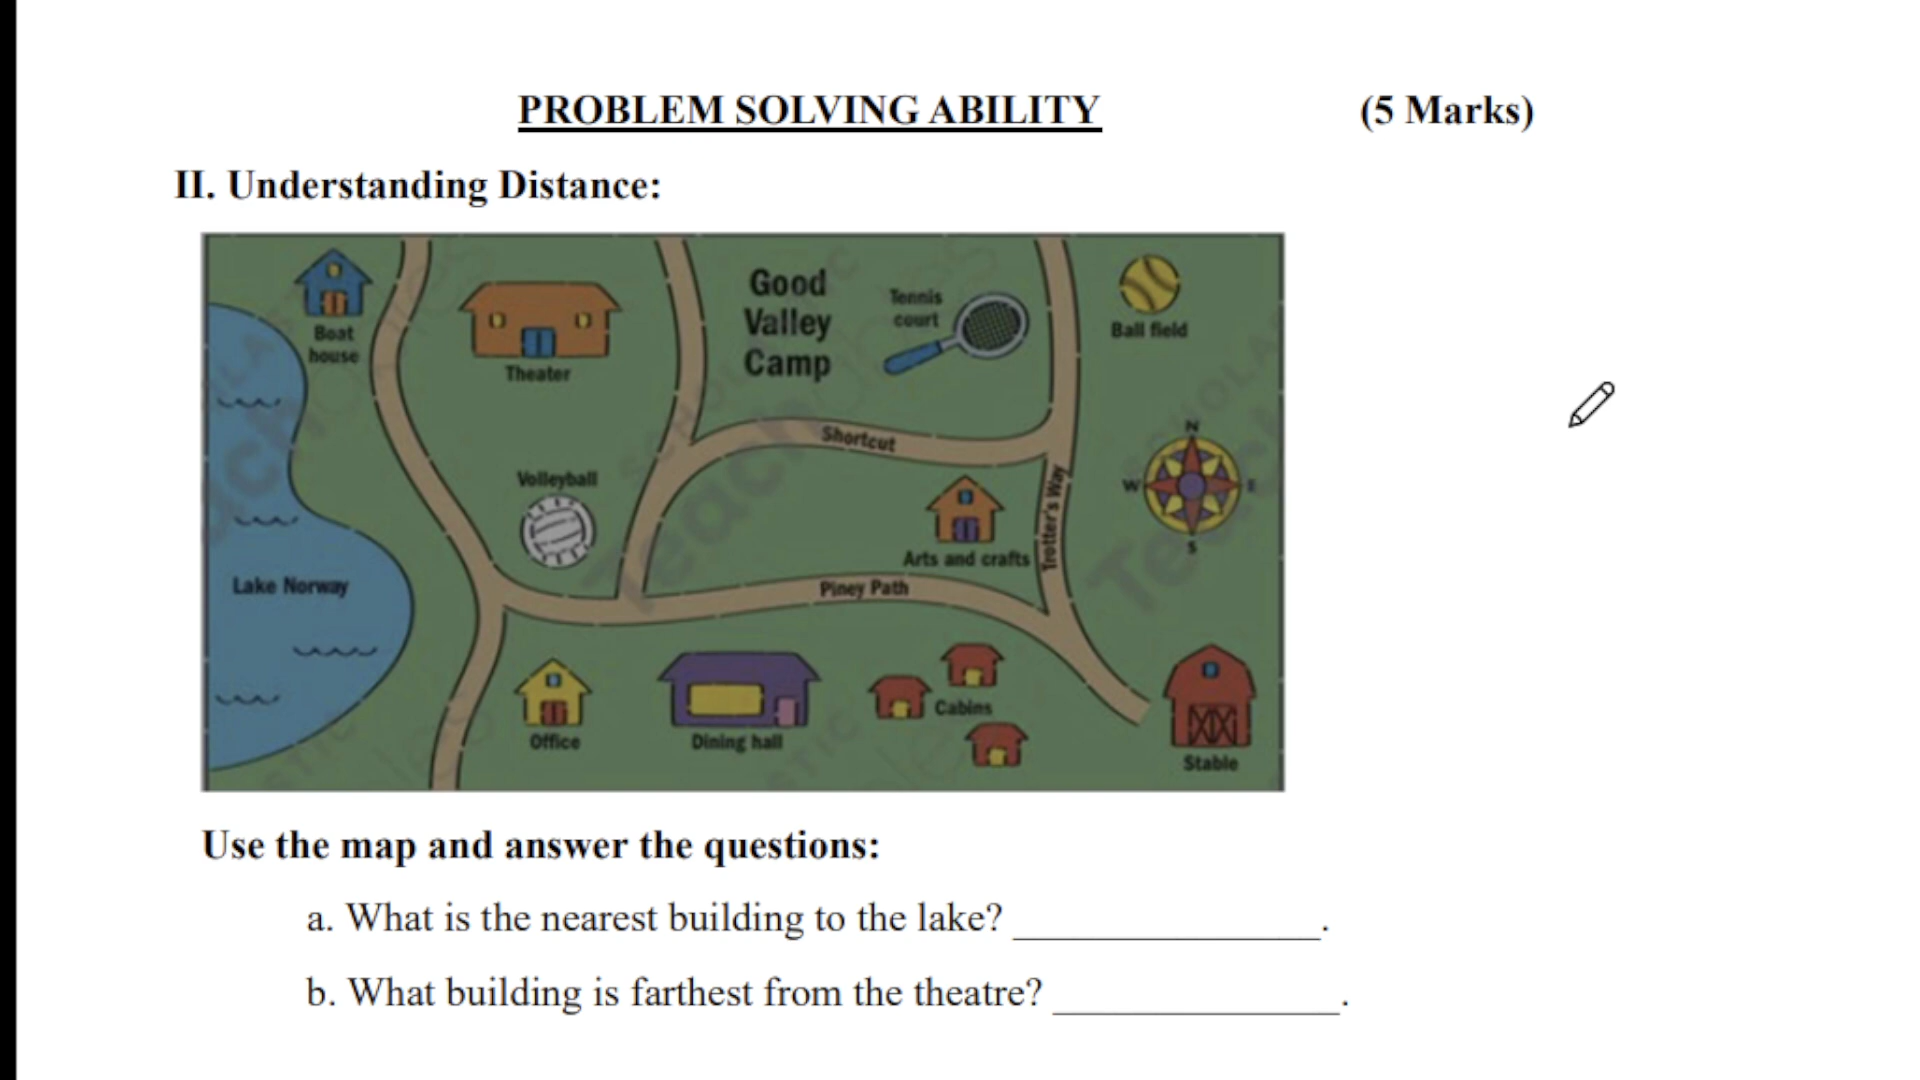 PROBLEM SOLVING ABILITY (5 Marks)
II. Understanding Distance:
Good
Valley
Camp
Tennis
court
Ball field
Boat
house
Theater
Shortcut
N
W
E
S
Volleyball
Trotter's Way
Arts and crafts
Lake Norway
Piney Path
Cabins
Office
Dining hall
Stable
Use the map and answer the questions:
a. What is the nearest building to the lake? _______________.
b. What building is farthest from the theatre? ______________.